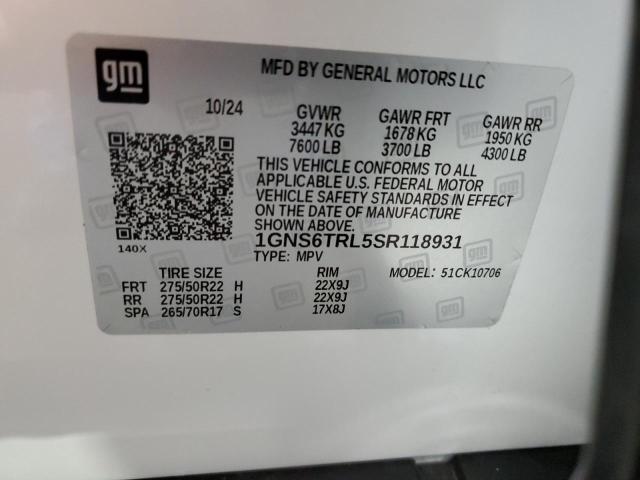 gm
MFD BY GENERAL MOTORS LLC
10/24 GVWR GAWR FRT GAWR RR
3447 KG 1678 KG 1950 KG
7600 LB 3700 LB 4300 LB
THIS VEHICLE CONFORMS TO ALL
APPLICABLE U.S. FEDERAL MOTOR
VEHICLE SAFETY STANDARDS IN EFFECT
ON THE DATE OF MANUFACTURE
SHOWN ABOVE.
140X 1GNS6TRL5SR118931
TYPE: MPV
TIRE SIZE RIM MODEL: 51CK10706
FRT 275/50R22 H 22X9J
RR 275/50R22 H 22X9J
SPA 265/70R17 S 17X8J